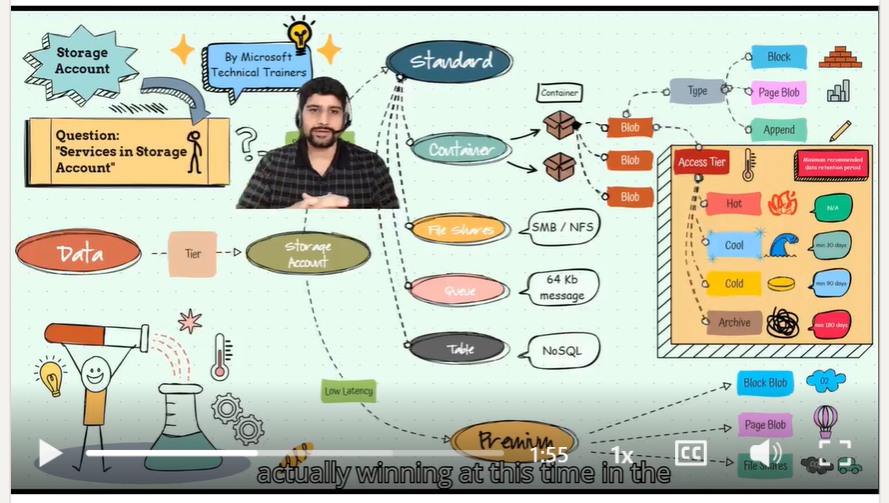 Storage
Account
By Microsoft
Technical Trainers
Question:
"Services in Storage
Account"
Data
Tier
Storage
Account
Standard
Container
File Shares
SMB / NFS
Queue
64 Kb
message
Table
NoSQL
Low Latency
Premium
Container
Blob
Blob
Blob
Type
Block
Page Blob
Append
Access Tier
Minimum recommended
data retention period
Hot
N/A
Cool
min 30 days
Cold
min 90 days
Archive
min 180 days
Block Blob
Page Blob
File Shares
1:55
1x
CC
actually winning at this time in the